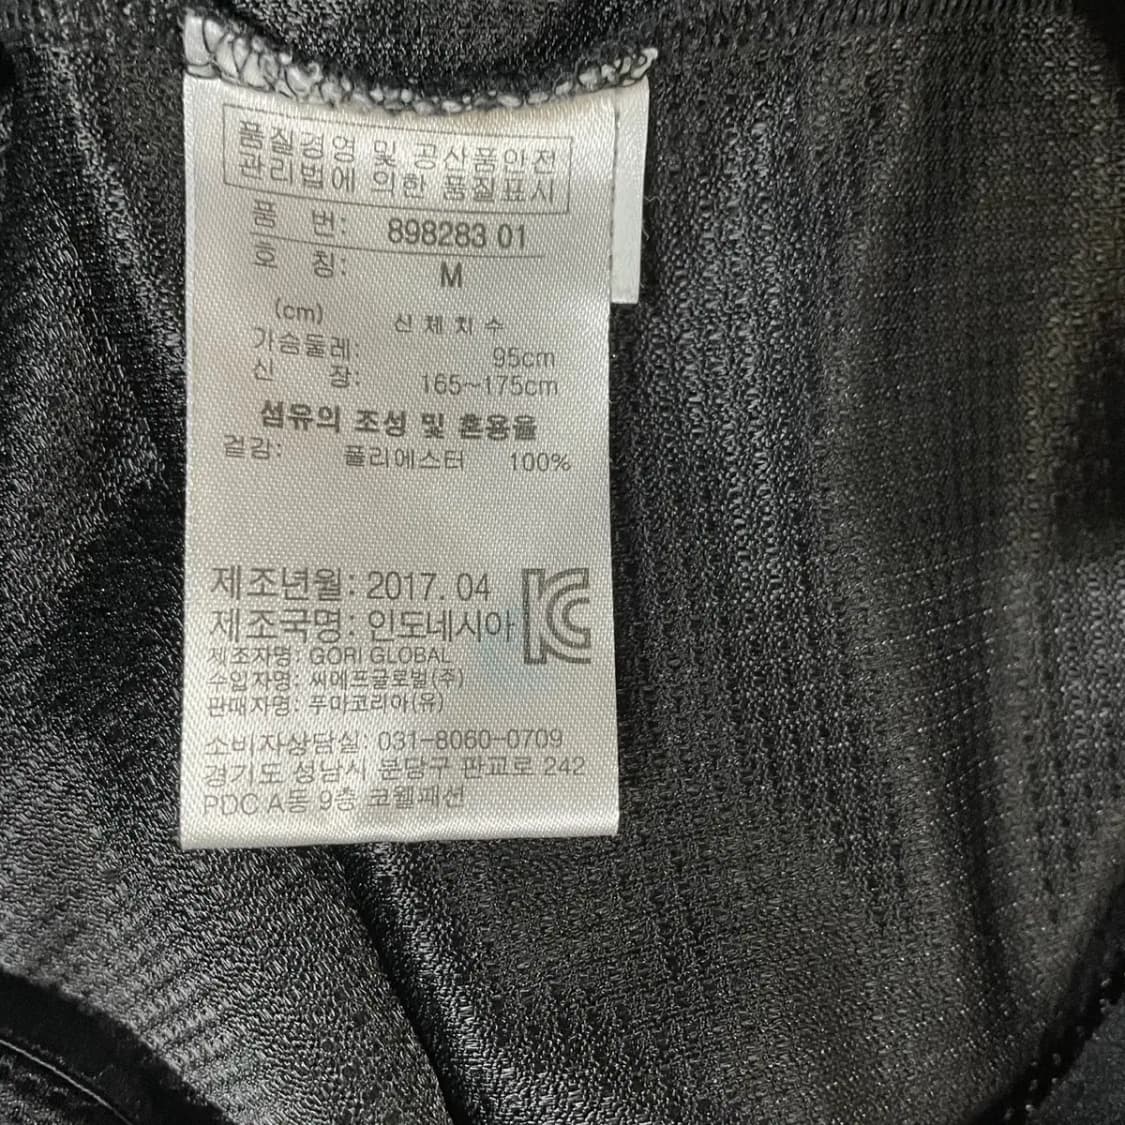 품질경영 및 공산품안전
관리법에 의한 품질표시
품 번: 898283 01
호 칭: M
(cm) 신체치수
가슴둘레: 95cm
신 장: 165~175cm
섬유의 조성 및 혼용율
겉감: 폴리에스터 100%
제조년월: 2017. 04
제조국명: 인도네시아
KC
제조자명: GORI GLOBAL
수입자명: 씨에프글로벌(주)
판매자명: 푸마코리아(유)
소비자상담실: 031-8060-0709
경기도 성남시 분당구 판교로 242
PDC A동 9층 코웰패션